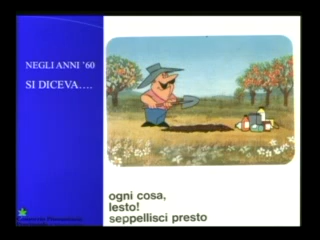 NEGLI ANNI '60
SI DICEVA….
ogni cosa,
lesto!
seppellisci presto